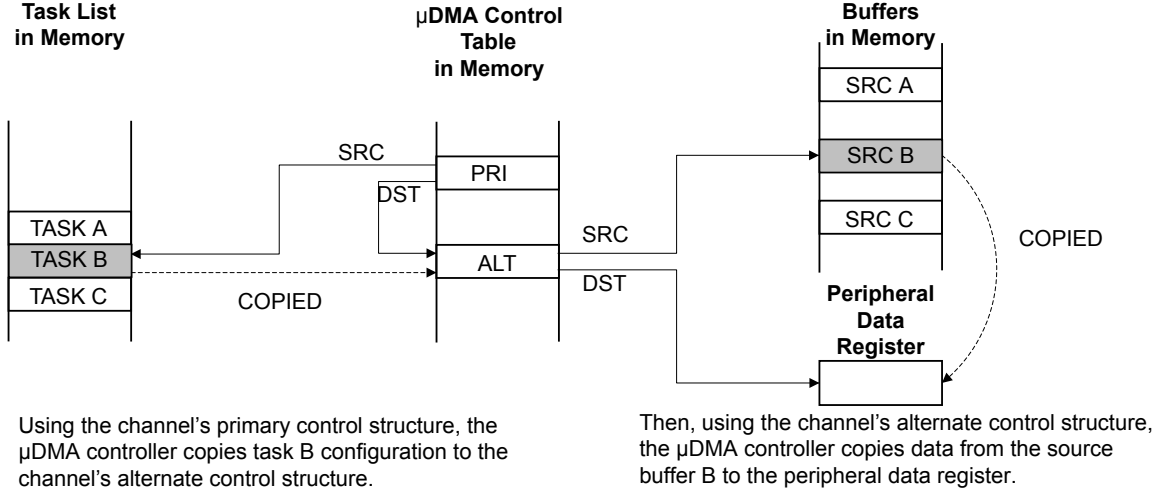 Task List
in Memory
µDMA Control
Table
in Memory
Buffers
in Memory
SRC A
SRC
PRI
SRC B
DST
TASK A
SRC C
SRC
TASK B
ALT
COPIED
DST
TASK C
COPIED
Peripheral
Data
Register
Using the channel's primary control structure, the
µDMA controller copies task B configuration to the
channel's alternate control structure.
Then, using the channel's alternate control structure,
the µDMA controller copies data from the source
buffer B to the peripheral data register.